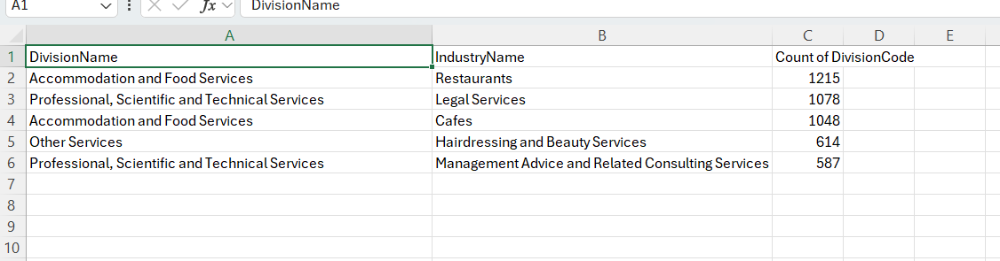 A1 fx DivisionName
A B C D E
1 DivisionName IndustryName Count of DivisionCode
2 Accommodation and Food Services Restaurants 1215
3 Professional, Scientific and Technical Services Legal Services 1078
4 Accommodation and Food Services Cafes 1048
5 Other Services Hairdressing and Beauty Services 614
6 Professional, Scientific and Technical Services Management Advice and Related Consulting Services 587
7
8
9
10